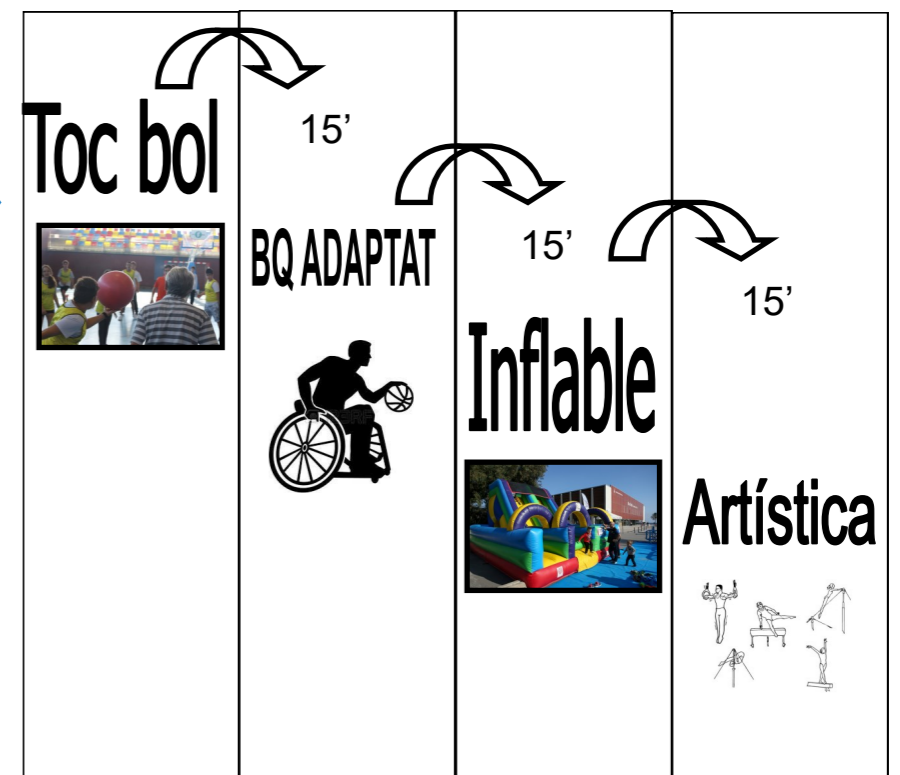 Toc bol
15’
BQ ADAPTAT
15’
Inflable
15’
Artística